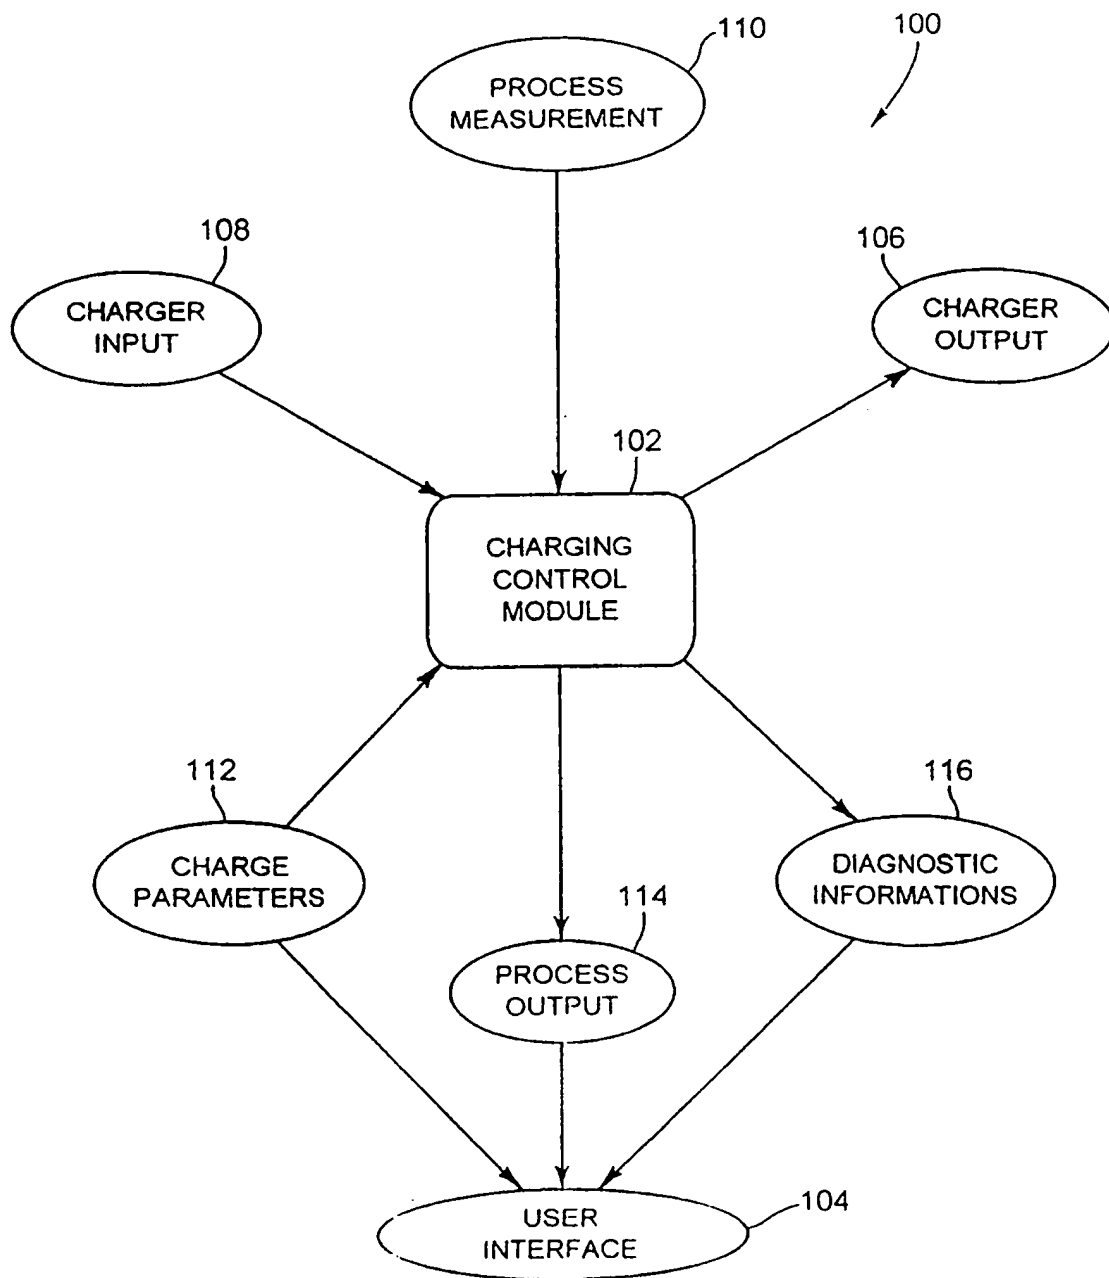 110
100
PROCESS
MEASUREMENT
108
106
CHARGER
INPUT
CHARGER
OUTPUT
102
CHARGING
CONTROL
MODULE
112
116
CHARGE
PARAMETERS
DIAGNOSTIC
INFORMATIONS
114
PROCESS
OUTPUT
USER
INTERFACE
104